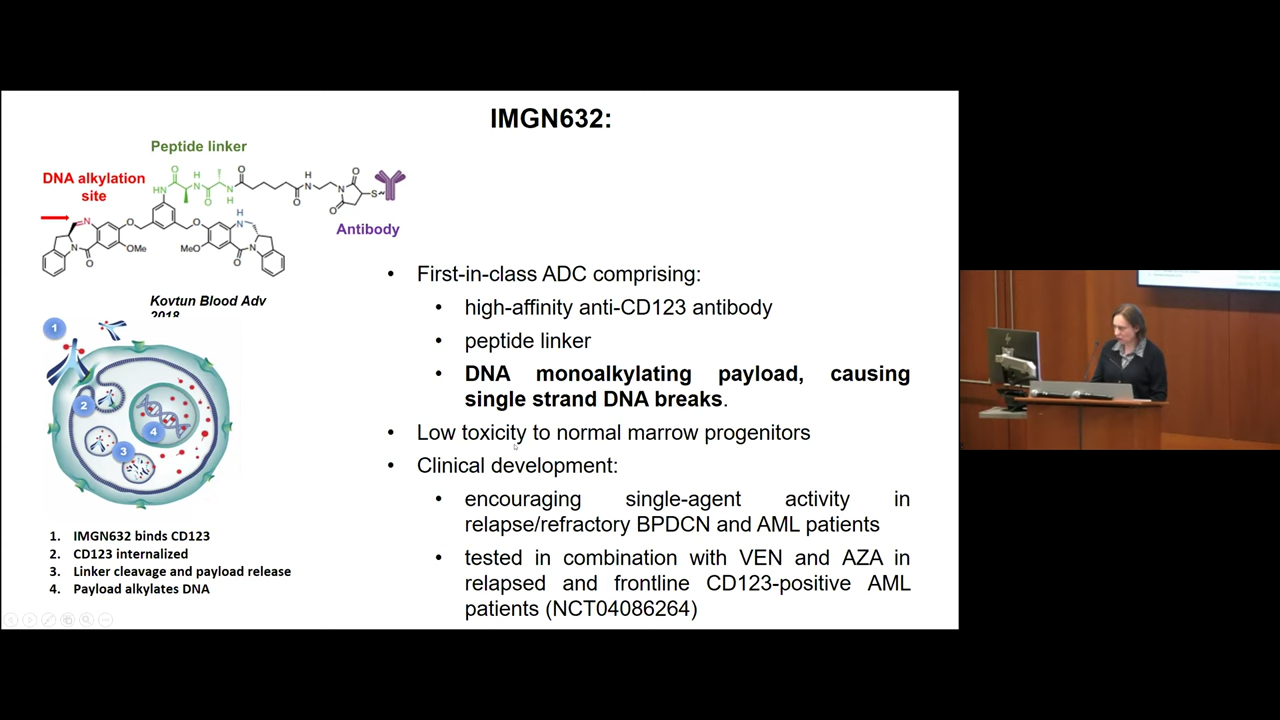 IMGN632:
Peptide linker
DNA alkylation
site
Antibody
Kovtun Blood Adv
2018
1
2
3
4
1. IMGN632 binds CD123
2. CD123 internalized
3. Linker cleavage and payload release
4. Payload alkylates DNA
• First-in-class ADC comprising:
• high-affinity anti-CD123 antibody
• peptide linker
• DNA monoalkylating payload, causing
single strand DNA breaks.
• Low toxicity to normal marrow progenitors
• Clinical development:
• encouraging single-agent activity in
relapse/refractory BPDCN and AML patients
• tested in combination with VEN and AZA in
relapsed and frontline CD123-positive AML
patients (NCT04086264)